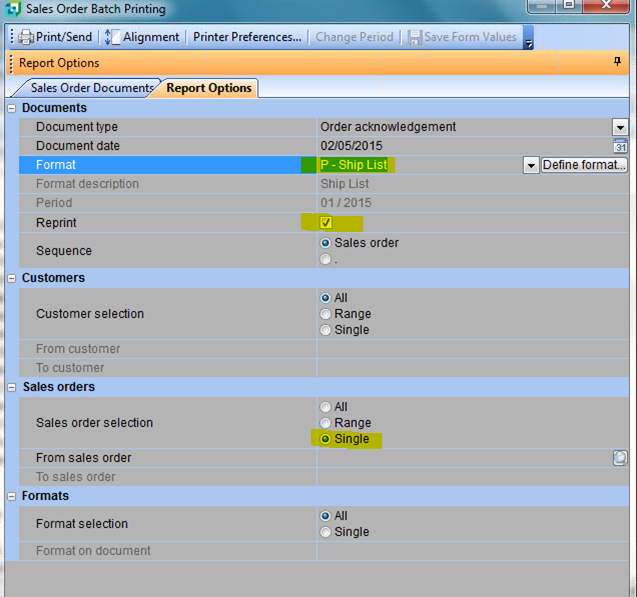 Sales Order Batch Printing
Print/Send Alignment Printer Preferences... Change Period Save Form Values
Report Options
Sales Order Documents Report Options
Documents
Document type Order acknowledgement
Document date 02/05/2015 31
Format P - Ship List Define format...
Format description Ship List
Period 01 / 2015
Reprint
Sales order
Sequence
.
Customers
All
Customer selection Range
Single
From customer
To customer
Sales orders
All
Sales order selection Range
Single
From sales order
To sales order
Formats
All
Format selection
Single
Format on document